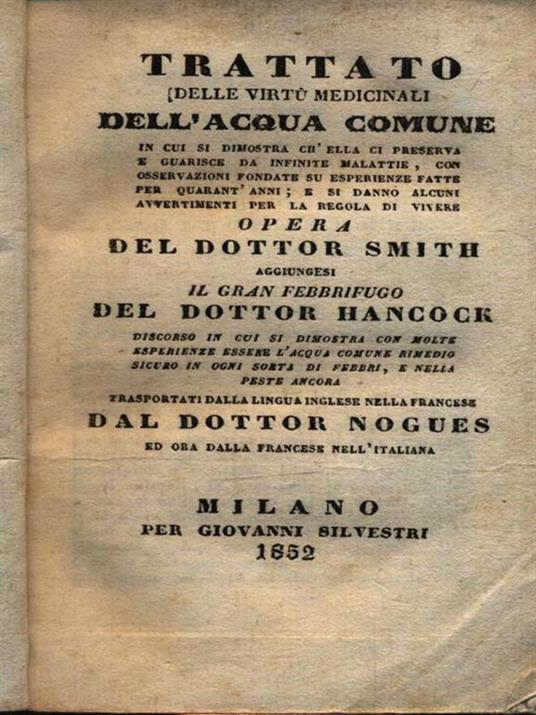 TRATTATO
DELLE VIRTÙ MEDICINALI
DELL'ACQUA COMUNE
IN CUI SI DIMOSTRA CH'ELLA CI PRESERVA
E GUARISCE DA INFINITE MALATTIE, CON
OSSERVAZIONI FONDATE SU ESPERIENZE FATTE
PER QUARANT'ANNI; E SI DANNO ALCUNI
AVVERTIMENTI PER LA REGOLA DI VIVERE
OPERA
DEL DOTTOR SMITH
AGGIUNGESI
IL GRAN FEBBRIFUGO
DEL DOTTOR HANCOCK
DISCORSO IN CUI SI DIMOSTRA CON MOLTE
ESPERIENZE ESSERE L'ACQUA COMUNE RIMEDIO
SICURO IN OGNI SORTA DI FEBBRI, E NELLA
PESTE ANCORA
TRASPORTATI DALLA LINGUA INGLESE NELLA FRANCESE
DAL DOTTOR NOGUES
ED ORA DALLA FRANCESE NELL'ITALIANA
MILANO
PER GIOVANNI SILVESTRI
1832